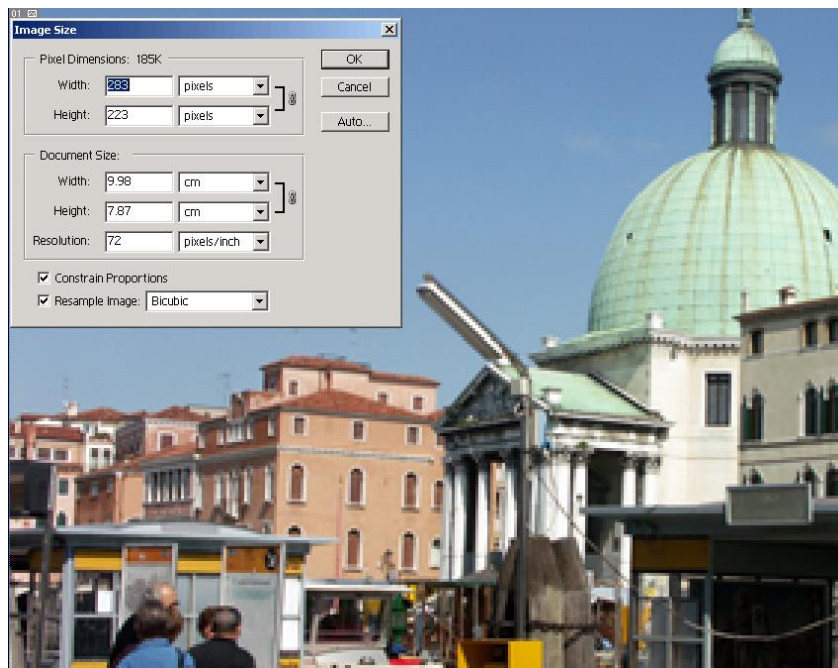 01
Image Size
Pixel Dimensions: 185K
OK
Width: 283 pixels
Cancel
Height: 223 pixels
Auto...
Document Size:
Width: 9.98 cm
Height: 7.87 cm
Resolution: 72 pixels/inch
Constrain Proportions
Resample Image: Bicubic